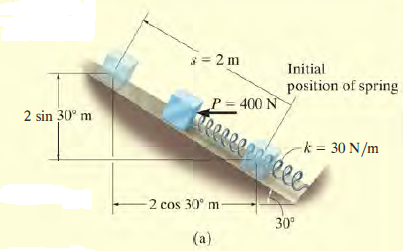 s = 2 m
Initial
position of spring
P = 400 N
2 sin 30° m
k = 30 N/m
2 cos 30° m
30°
(a)